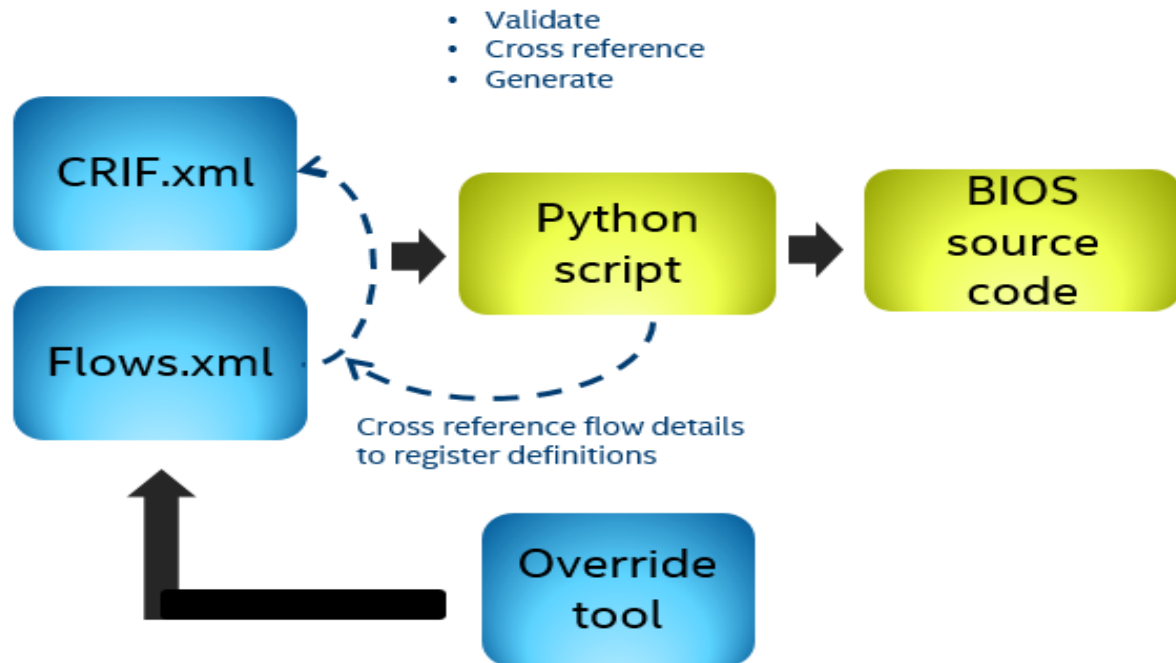 • Validate
• Cross reference
• Generate
CRIF.xml
Flows.xml
Python
script
BIOS
source
code
Cross reference flow details
to register definitions
Override
tool